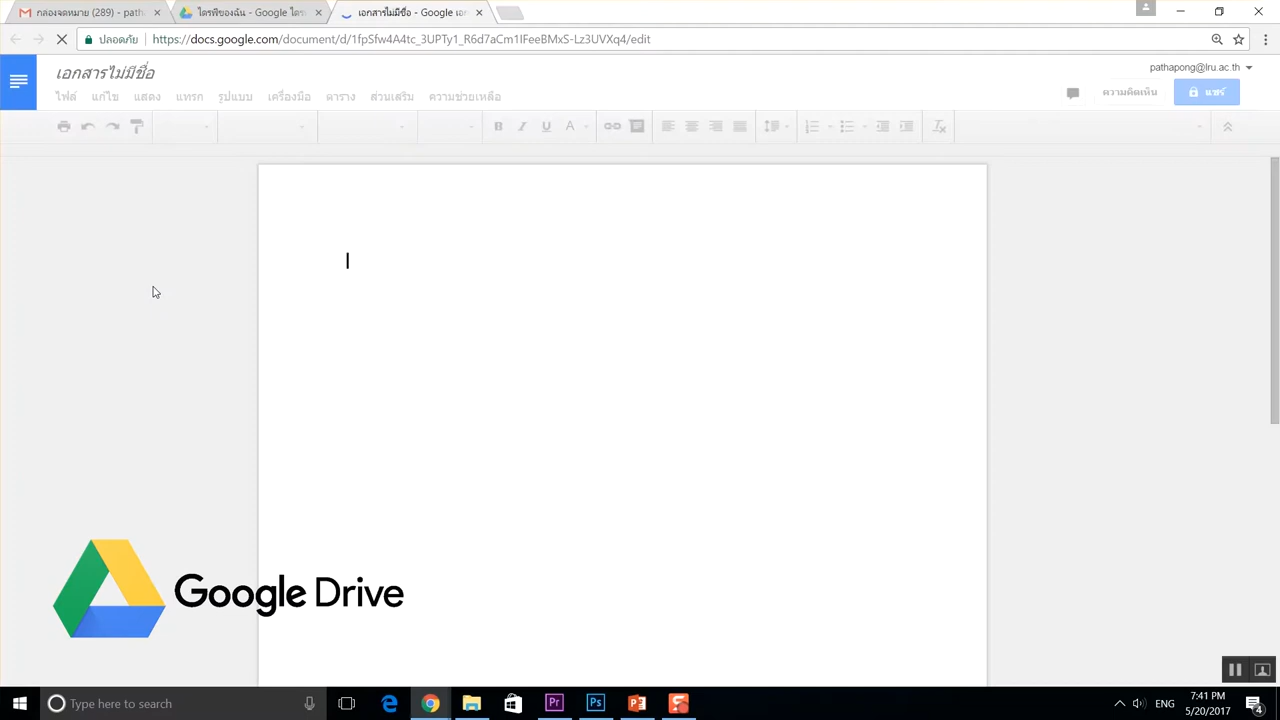 กล่องจดหมาย (289) - path
ไดรฟ์ของฉัน - Google ไดร
เอกสารไม่มีชื่อ - Google เอก
ปลอดภัย
https://docs.google.com/document/d/1fpSfw4A4tc_3UPTy1_R6d7aCm1IFeeBMxS-Lz3UVXq4/edit
เอกสารไม่มีชื่อ
pathapong@lru.ac.th
ไฟล์ แก้ไข แสดง แทรก รูปแบบ เครื่องมือ ตาราง ส่วนเสริม ความช่วยเหลือ
ความคิดเห็น
แชร์
B I U A
Google Drive
Type here to search
ENG
7:41 PM
5/20/2017
4